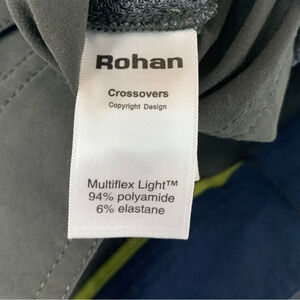 Rohan
Crossovers
Copyright Design
Multiflex Light™
94% polyamide
6% elastane